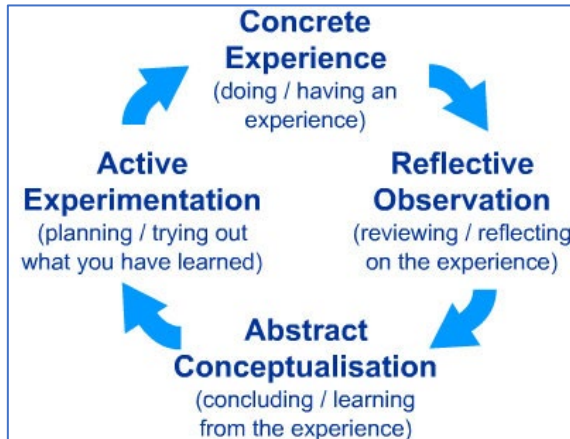 Concrete
Experience
(doing / having an
experience)
Reflective
Observation
(reviewing / reflecting
on the experience)
Abstract
Conceptualisation
(concluding / learning
from the experience)
Active
Experimentation
(planning / trying out
what you have learned)